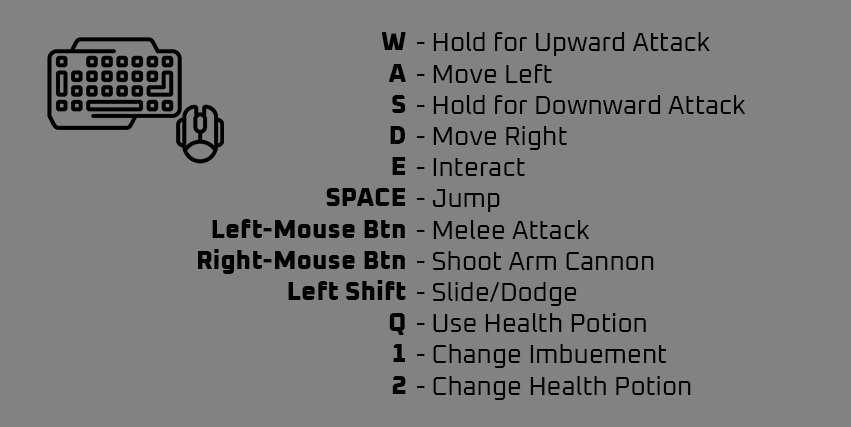 W - Hold for Upward Attack
A - Move Left
S - Hold for Downward Attack
D - Move Right
E - Interact
SPACE - Jump
Left-Mouse Btn - Melee Attack
Right-Mouse Btn - Shoot Arm Cannon
Left Shift - Slide/Dodge
Q - Use Health Potion
1 - Change Imbuement
2 - Change Health Potion